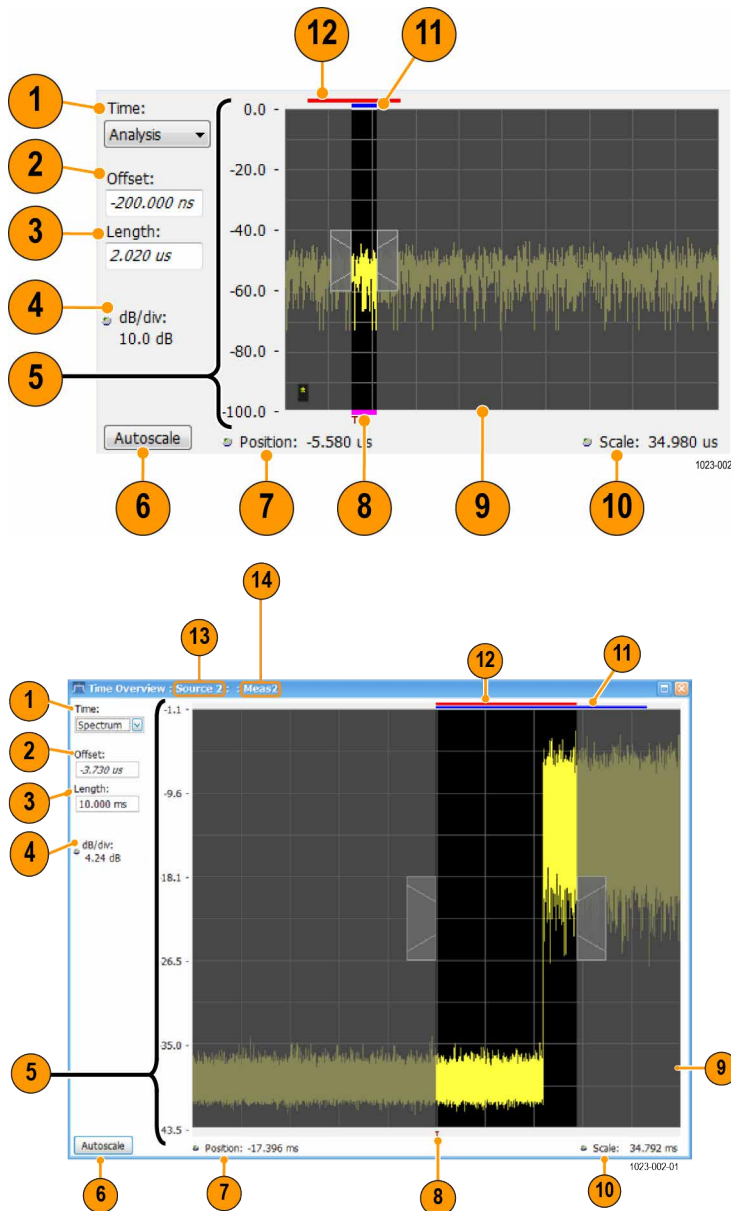 12
11
1
Time:
0.0 -
Analysis
2
-20.0 -
Offset:
-200.000 ns
3
Length:
-40.0 -
2.020 us
4
dB/div:
-60.0 -
10.0 dB
5
-80.0 -
-100.0 -
T
Autoscale
Position: -5.580 us
Scale: 34.980 us
1023-002
6
7
8
9
10
14
13
12
11
Time Overview : Source 2 : : Meas2
1
Time:
-1.1 -
Spectrum
2
Offset:
-3.730 us
3
Length:
-9.6 -
10.000 ms
4
dB/div:
4.24 dB
18.1 -
26.5 -
35.0 -
5
9
43.5 -
T
Autoscale
Position: -17.396 ms
Scale: 34.792 ms
1023-002-01
6
7
8
10